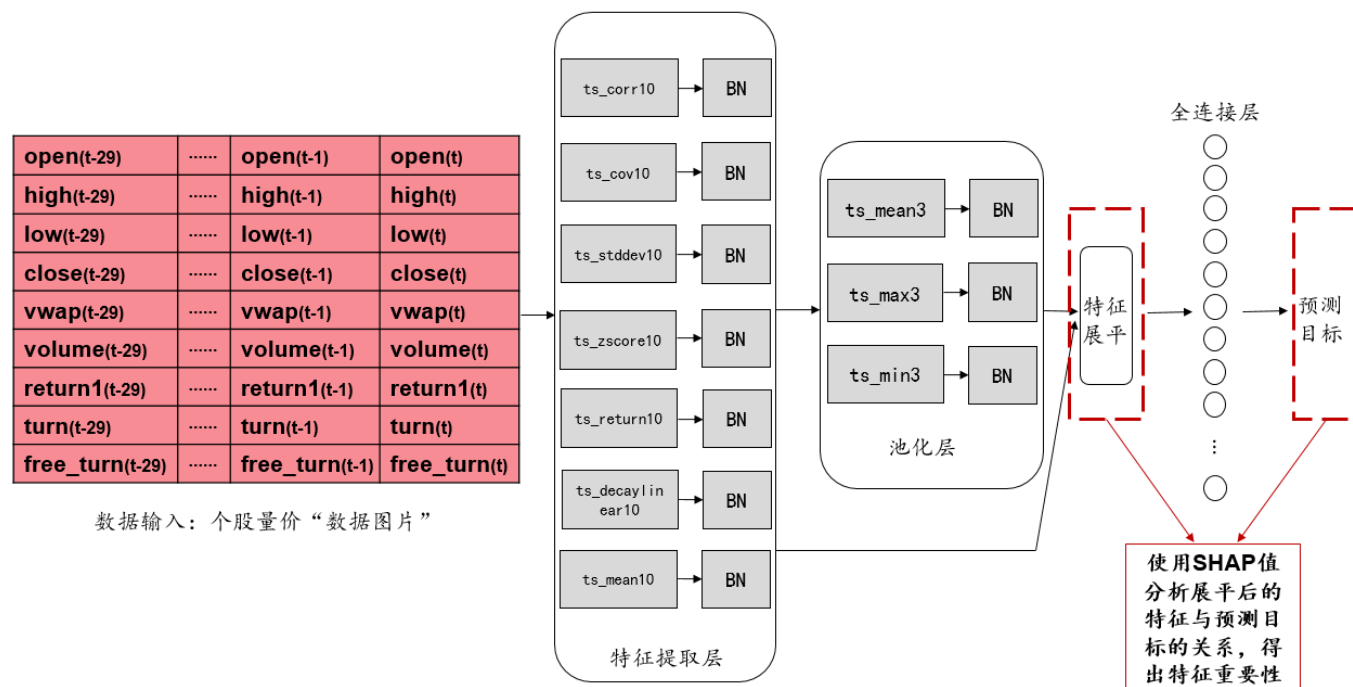 open(t-29) ...... open(t-1) open(t)
high(t-29) ...... high(t-1) high(t)
low(t-29) ...... low(t-1) low(t)
close(t-29) ...... close(t-1) close(t)
vwap(t-29) ...... vwap(t-1) vwap(t)
volume(t-29) ...... volume(t-1) volume(t)
return1(t-29) ...... return1(t-1) return1(t)
turn(t-29) ...... turn(t-1) turn(t)
free_turn(t-29) ...... free_turn(t-1) free_turn(t)
数据输入：个股量价“数据图片”
ts_corr10 BN
ts_cov10 BN
ts_stddev10 BN
ts_zscore10 BN
ts_return10 BN
ts_decaylin
ear10
BN
ts_mean10 BN
特征提取层
ts_mean3 BN
ts_max3 BN
ts_min3 BN
池化层
特征
展平
全连接层
⋮
预测
目标
使用SHAP值
分析展平后的
特征与预测目
标的关系，得
出特征重要性